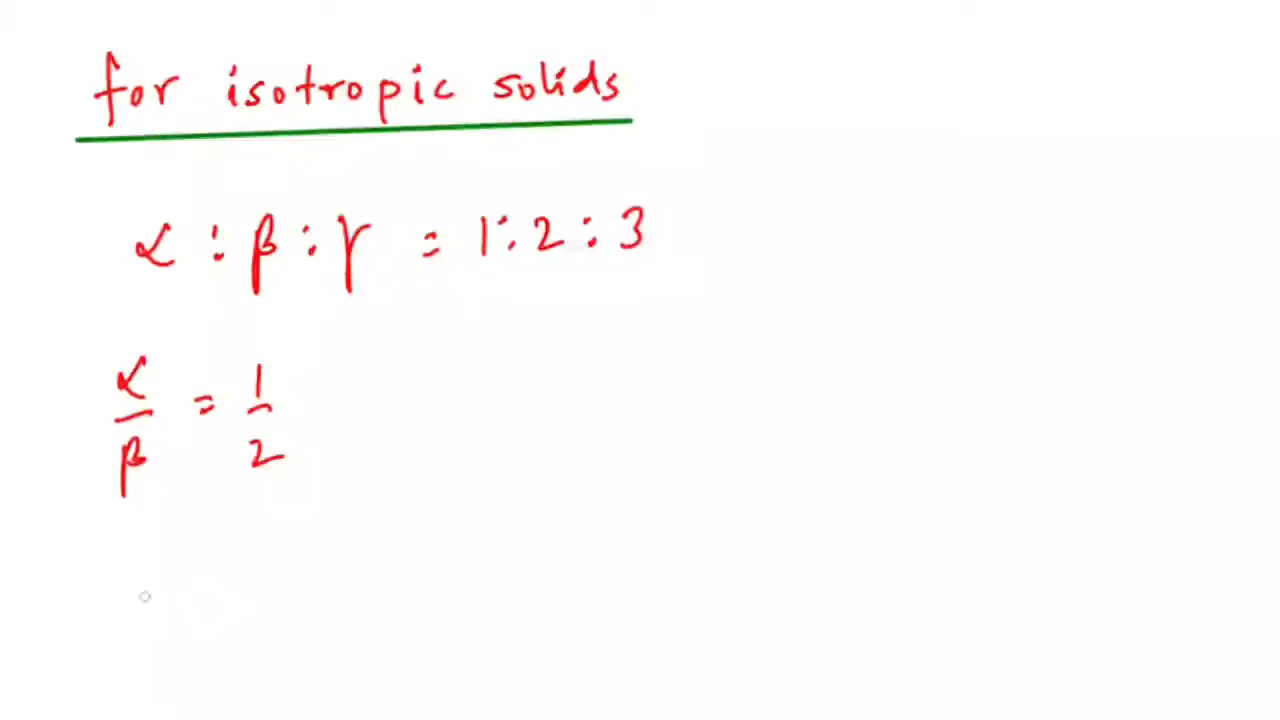 for isotropic solids
α : β : γ = 1 : 2 : 3
α/β = 1/2